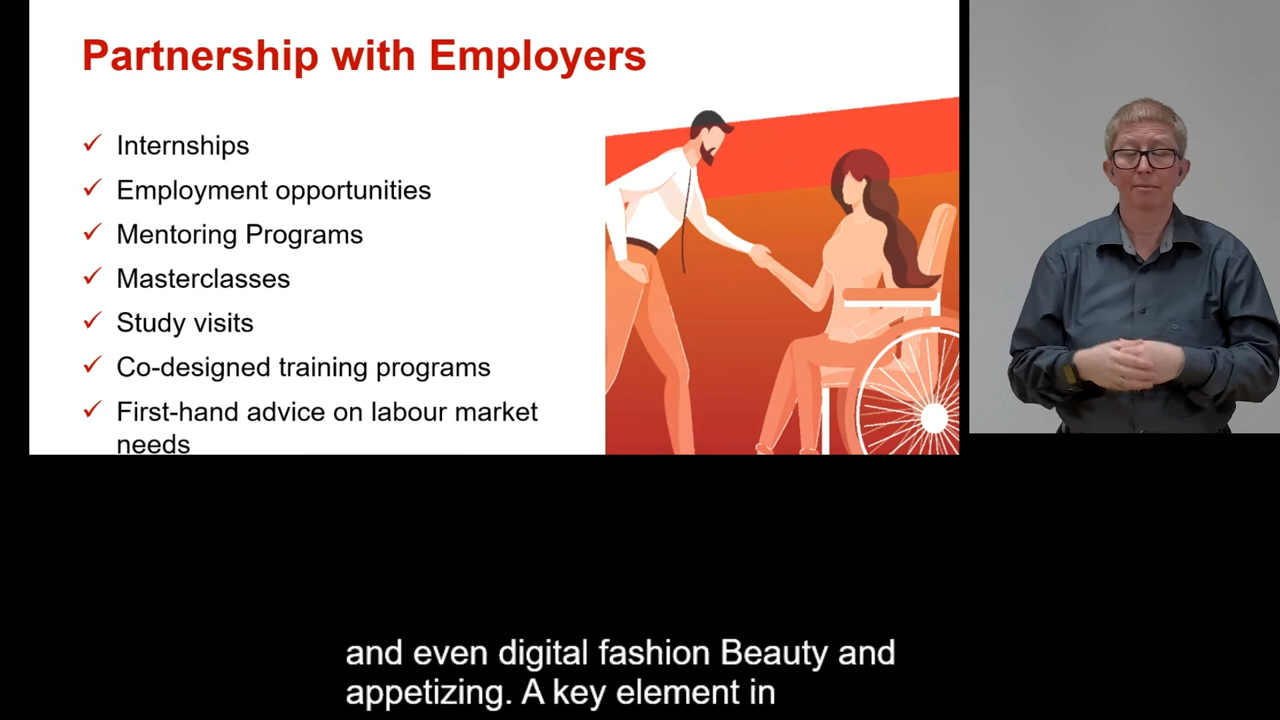 Partnership with Employers
✓ Internships
✓ Employment opportunities
✓ Mentoring Programs
✓ Masterclasses
✓ Study visits
✓ Co-designed training programs
✓ First-hand advice on labour market
needs
and even digital fashion Beauty and
appetizing. A key element in